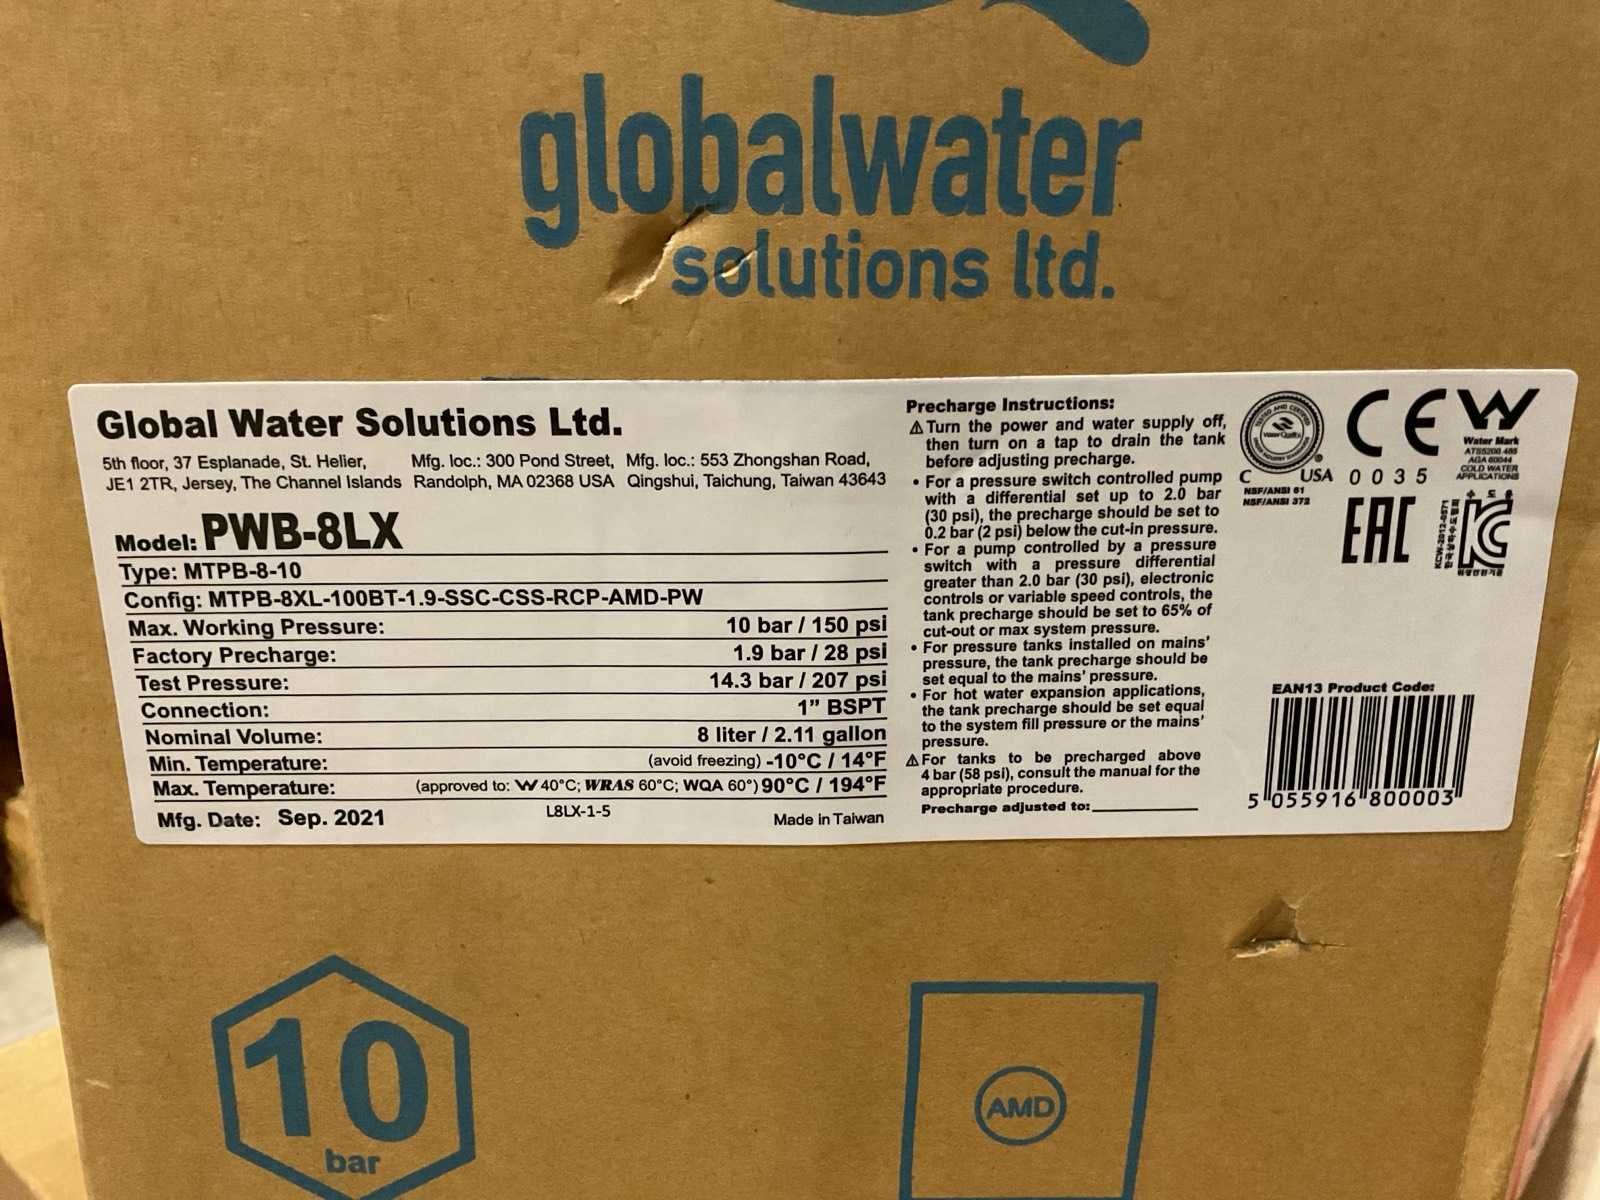 globalwater
solutions ltd.
Global Water Solutions Ltd.
5th floor, 37 Esplanade, St. Helier,
JE1 2TR, Jersey, The Channel Islands
Mfg. loc.: 300 Pond Street,
Randolph, MA 02368 USA
Mfg. loc.: 553 Zhongshan Road,
Qingshui, Taichung, Taiwan 43643
Model: PWB-8LX
Type: MTPB-8-10
Config: MTPB-8XL-100BT-1.9-SSC-CSS-RCP-AMD-PW
Max. Working Pressure: 10 bar / 150 psi
Factory Precharge: 1.9 bar / 28 psi
Test Pressure: 14.3 bar / 207 psi
Connection: 1” BSPT
Nominal Volume: 8 liter / 2.11 gallon
Min. Temperature: (avoid freezing) -10°C / 14°F
Max. Temperature: (approved to: W 40°C; WRAS 60°C; WQA 60°) 90°C / 194°F
Mfg. Date: Sep. 2021 L8LX-1-5 Made in Taiwan
Precharge Instructions:
⚠ Turn the power and water supply off,
then turn on a tap to drain the tank
before adjusting precharge.
• For a pressure switch controlled pump
with a differential set up to 2.0 bar
(30 psi), the precharge should be set to
0.2 bar (2 psi) below the cut-in pressure.
• For a pump controlled by a pressure
switch with a pressure differential
greater than 2.0 bar (30 psi), electronic
controls or variable speed controls, the
tank precharge should be set to 65% of
cut-out or max system pressure.
• For pressure tanks installed on mains’
pressure, the tank precharge should be
set equal to the mains’ pressure.
• For hot water expansion applications,
the tank precharge should be set equal
to the system fill pressure or the mains’
pressure.
⚠ For tanks to be precharged above
4 bar (58 psi), consult the manual for the
appropriate procedure.
Precharge adjusted to:
C USA
NSF/ANSI 61
NSF/ANSI 372
CE
0035
Water Mark
ATS5200.485
AGA 60044
COLD WATER
APPLICATIONS
EAC
KCW-2012-0571
위생안전기준
EAN13 Product Code:
5 055916 800003
10
bar
AMD